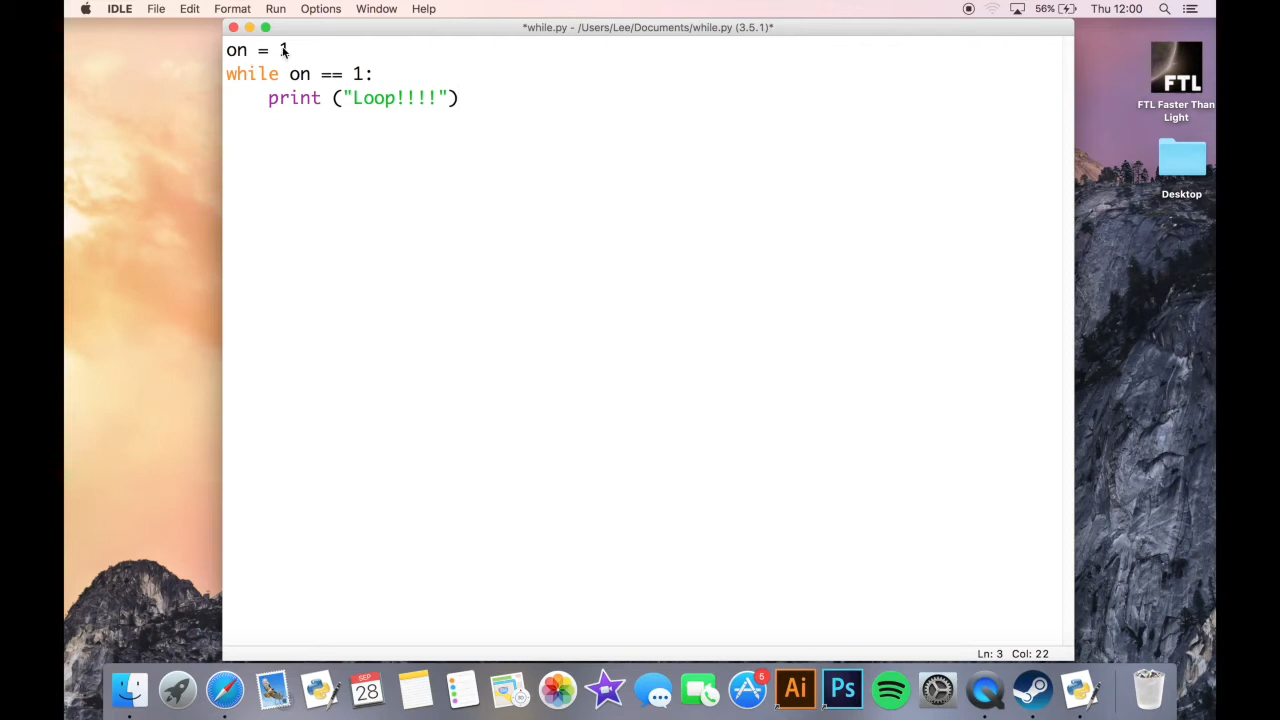 IDLE File Edit Format Run Options Window Help 56% Thu 12:00
*while.py - /Users/Lee/Documents/while.py (3.5.1)*
on = 1
while on == 1:
    print ("Loop!!!!")
FTL
FTL Faster Than
Light
Desktop
Ln: 3 Col: 22
SEP
28
6
Ai
Ps